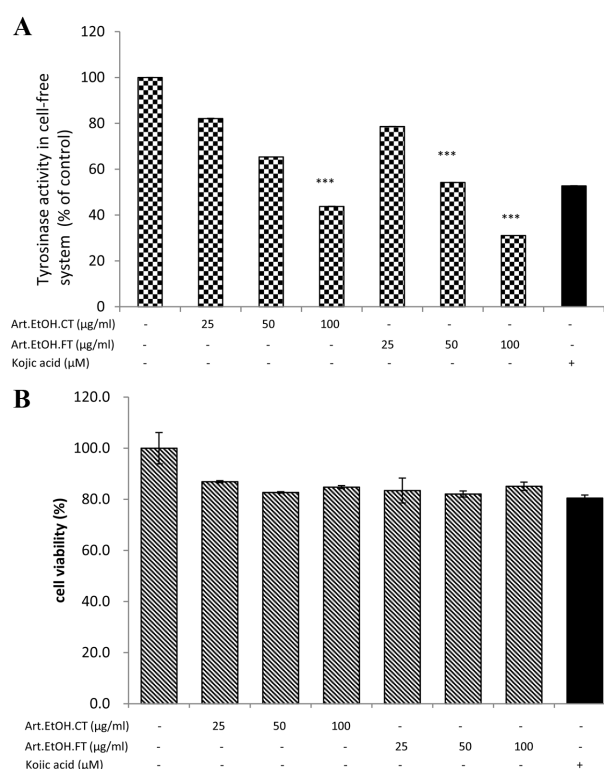 A
Tyrosinase activity in cell-free
system (% of control)
120
100
80
60
40
20
0
***
***
***
Art.EtOH.CT (µg/ml) - 25 50 100 - - - -
Art.EtOH.FT (µg/ml) - - - - 25 50 100 -
Kojic acid (µM) - - - - - - - +
B
cell viability (%)
120.0
100.0
80.0
60.0
40.0
20.0
0.0
Art.EtOH.CT (µg/ml) - 25 50 100 - - - -
Art.EtOH.FT (µg/ml) - - - - 25 50 100 -
Kojic acid (µM) - - - - - - - +